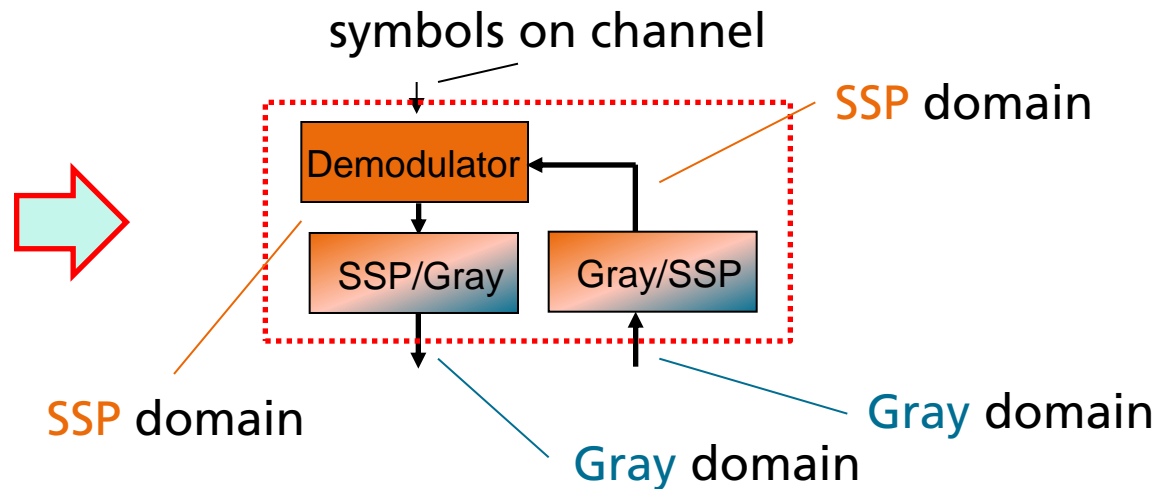 symbols on channel
SSP domain
Demodulator
SSP/Gray
Gray/SSP
SSP domain
Gray domain
Gray domain